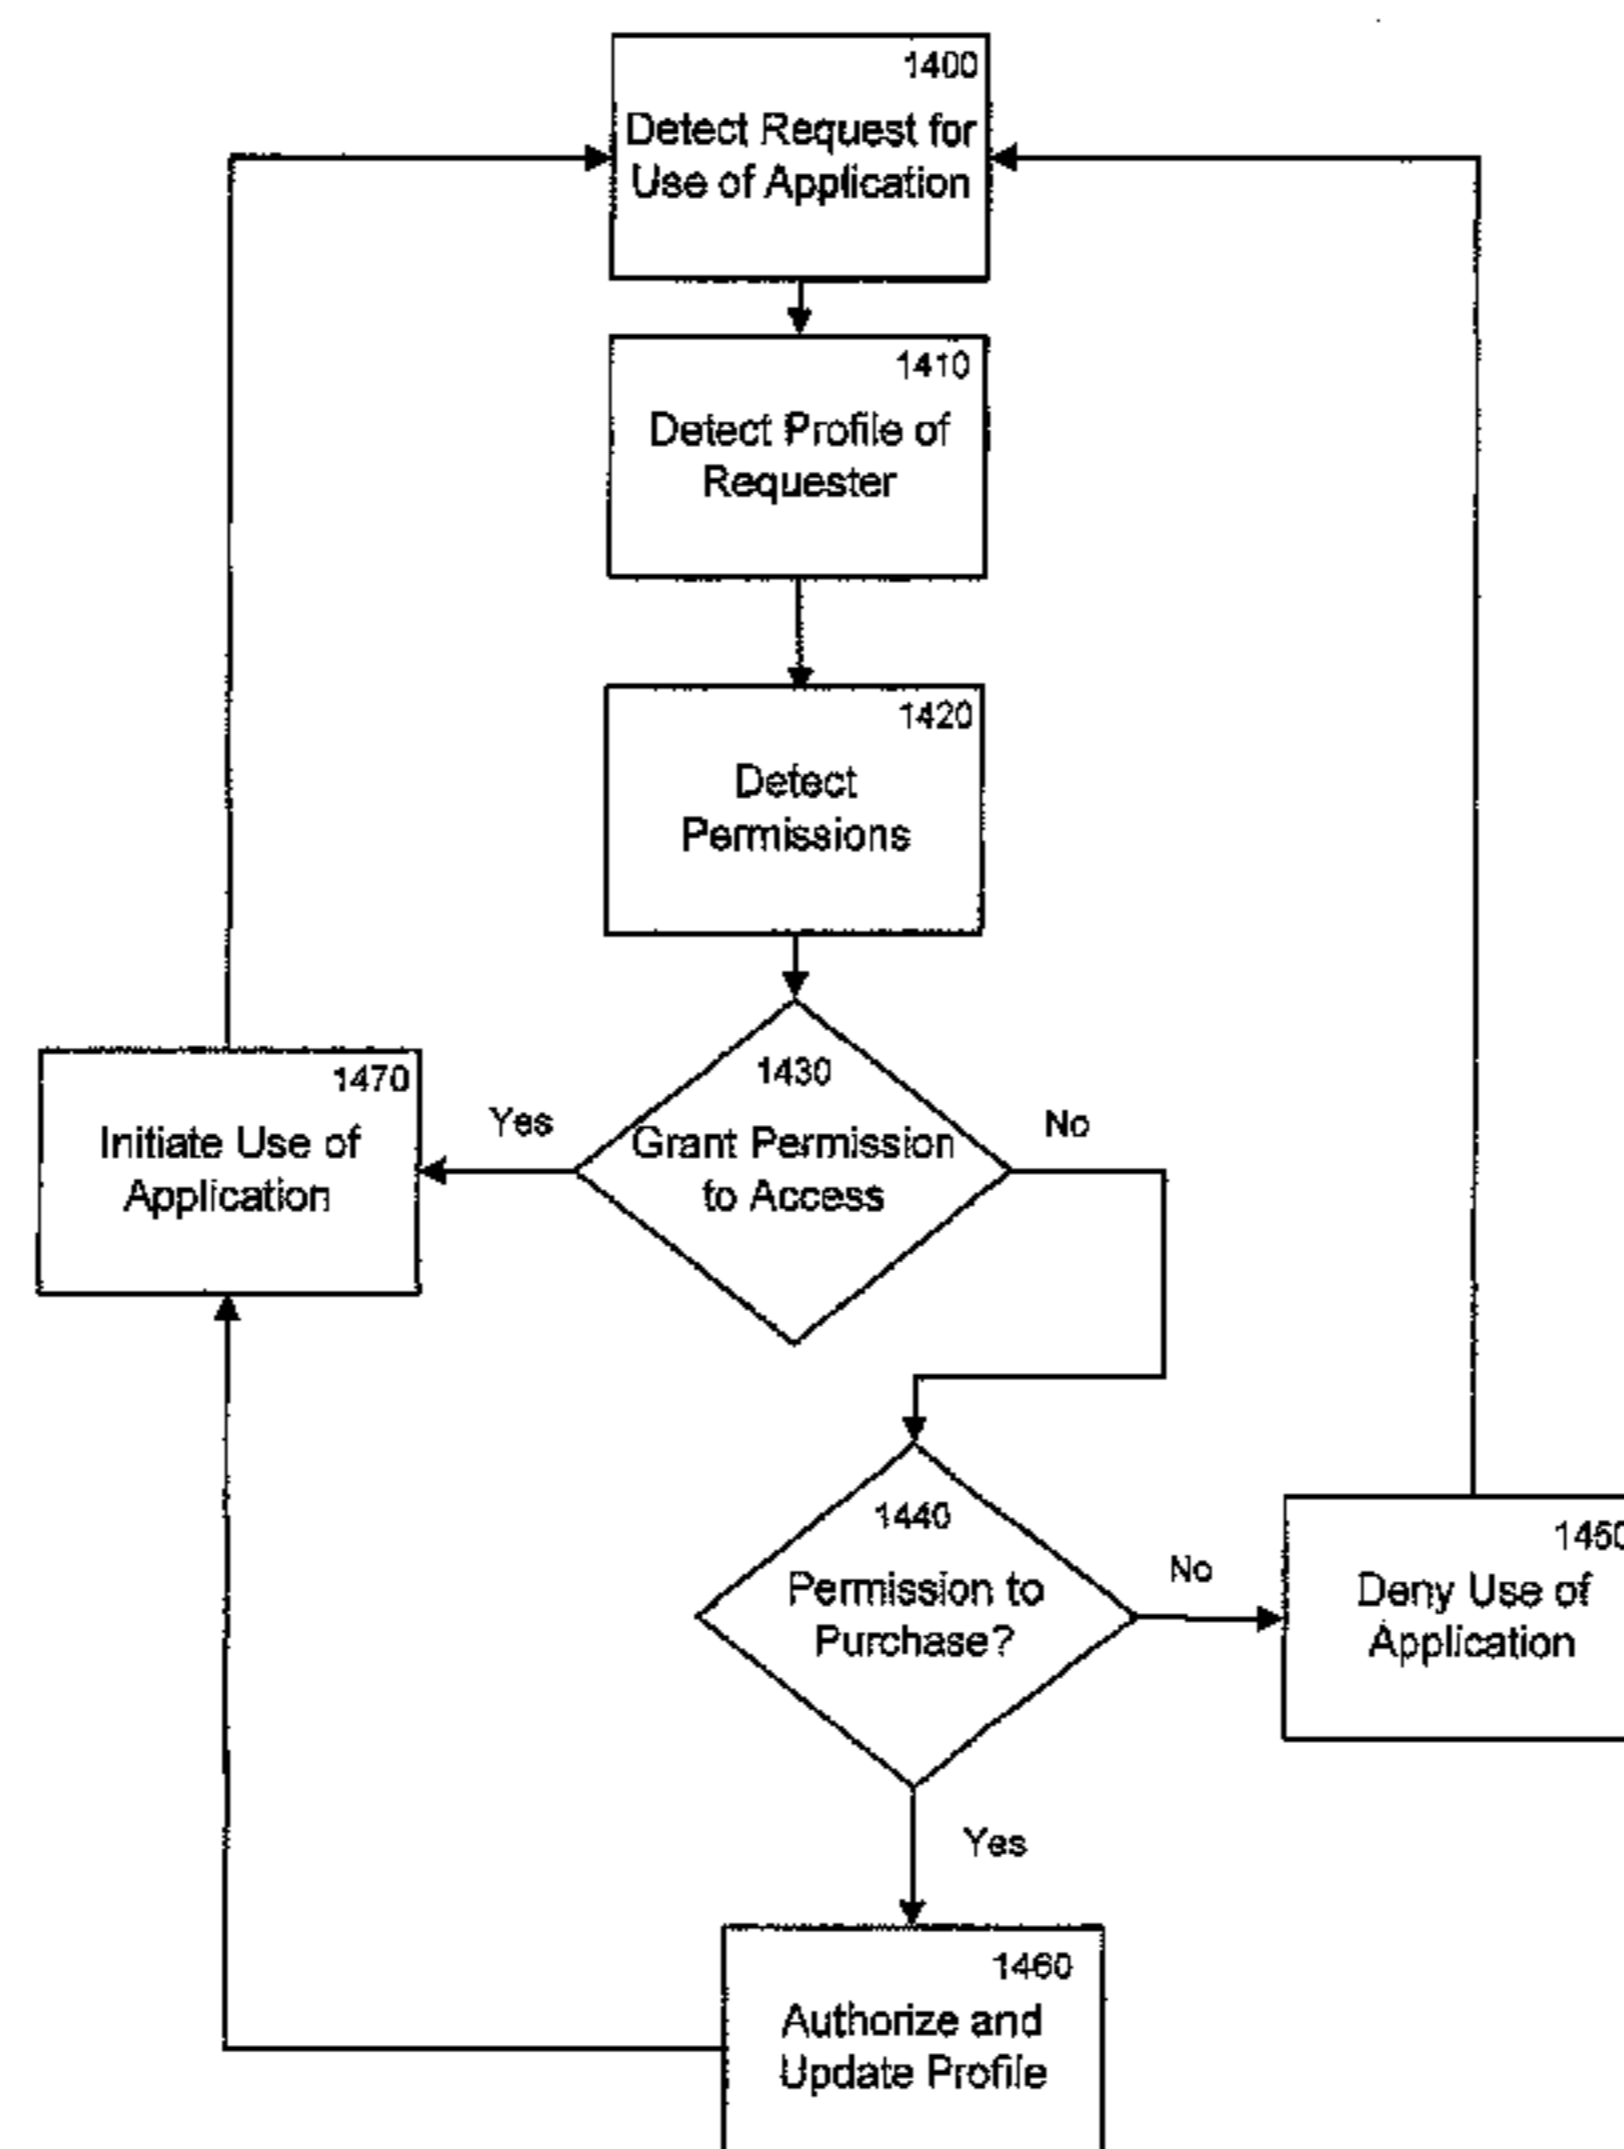 1400
Detect Request for
Use of Application
1410
Detect Profile of
Requester
1420
Detect
Permissions
1470
Initiate Use of
Application
Yes
1430
Grant Permission
to Access
No
1440
Permission to
Purchase?
No
1450
Deny Use of
Application
Yes
1460
Authorize and
Update Profile